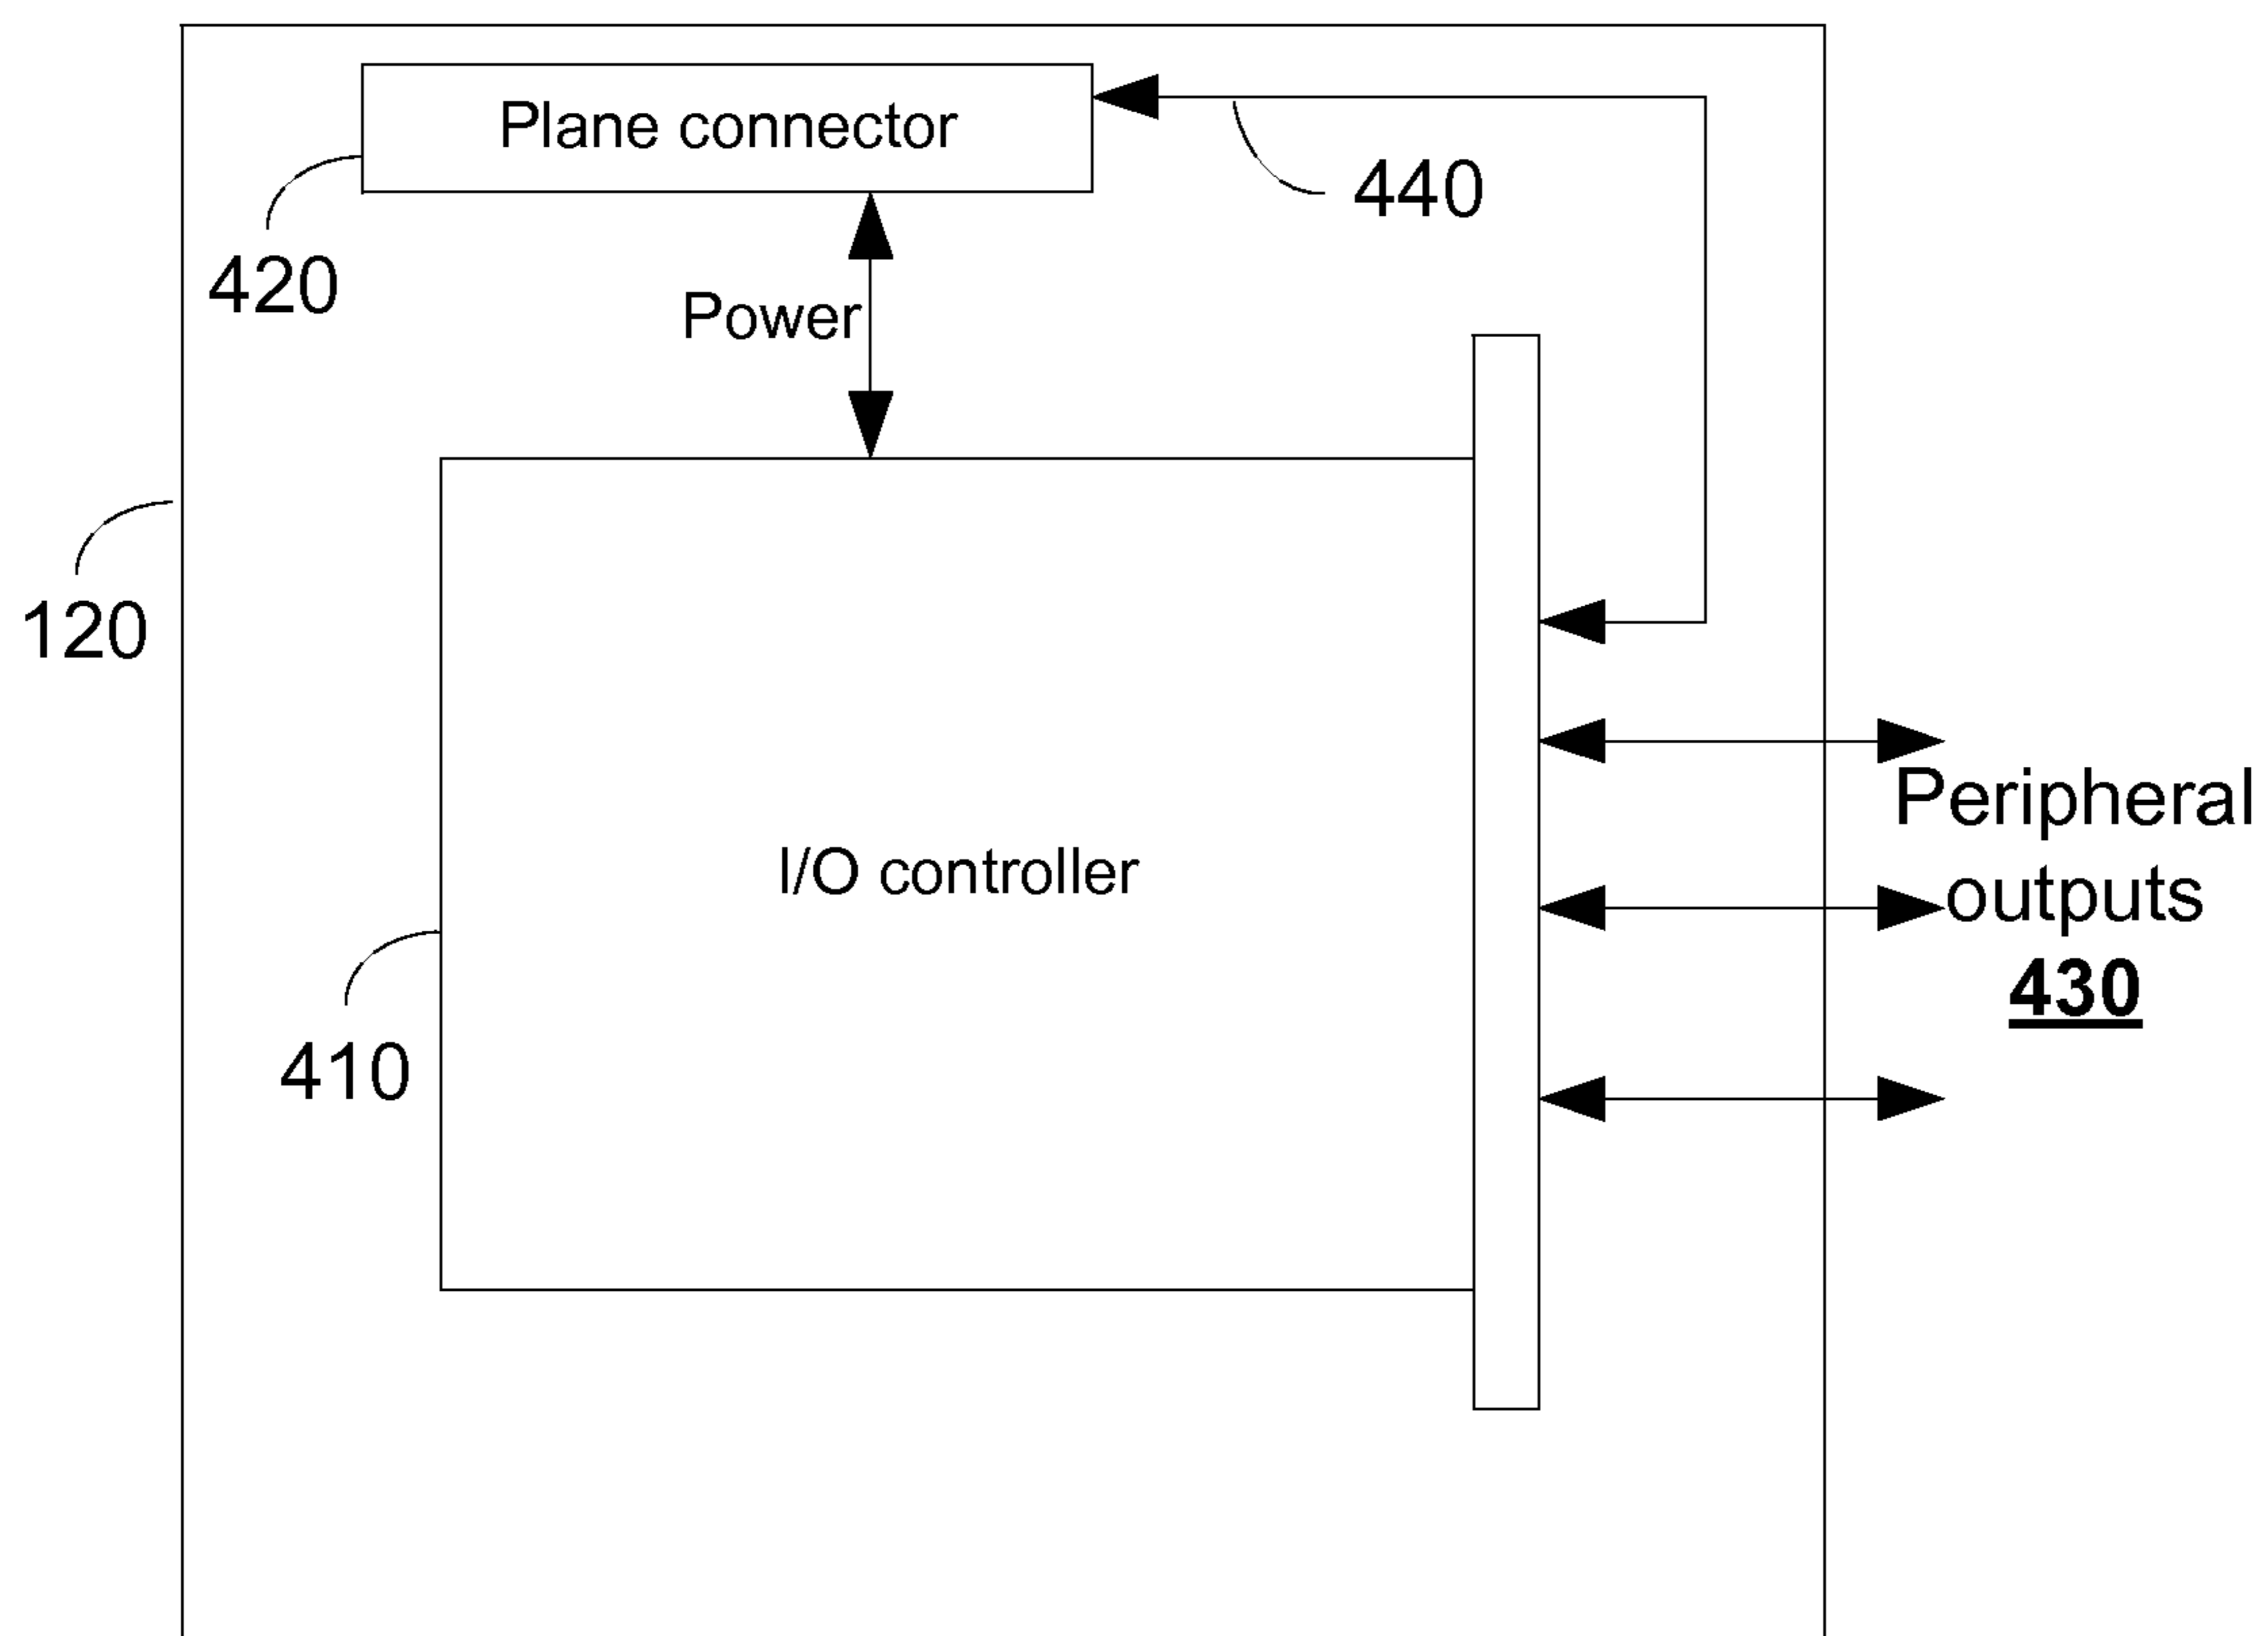 Plane connector
440
420
Power
120
Peripheral
I/O controller
outputs
430
410